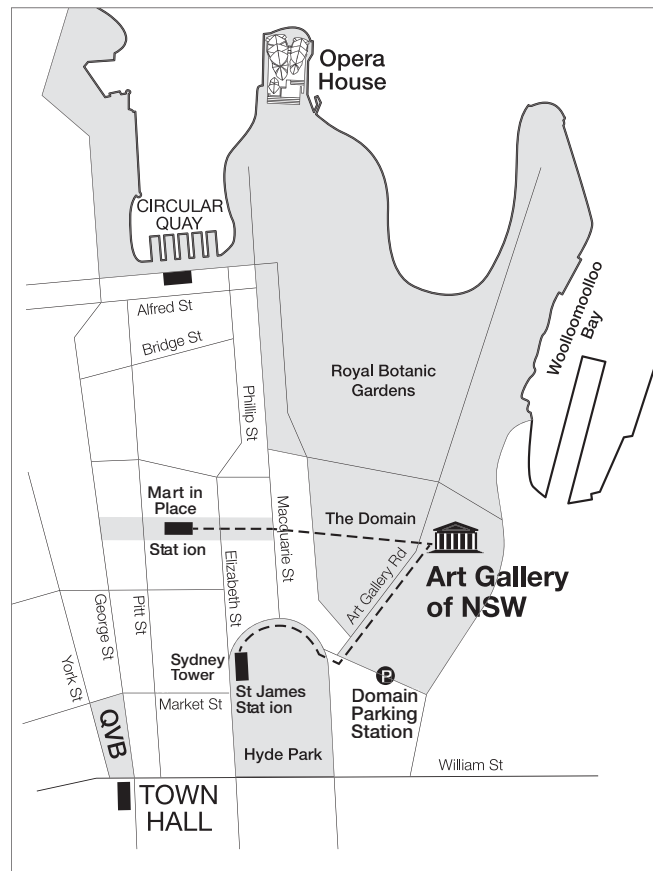 Opera
House
CIRCULAR
QUAY
Alfred St
Bridge St
Woolloomoolloo
Bay
Royal Botanic
Gardens
Phillip St
Mart in
Place
Stat ion
Macquarie St
The Domain
Art Gallery Rd
Art Gallery
of NSW
Elizabeth St
George St
Pitt St
York St
Sydney
Tower
St James
Stat ion
Market St
P
Domain
Parking
Station
QVB
Hyde Park
William St
TOWN
HALL